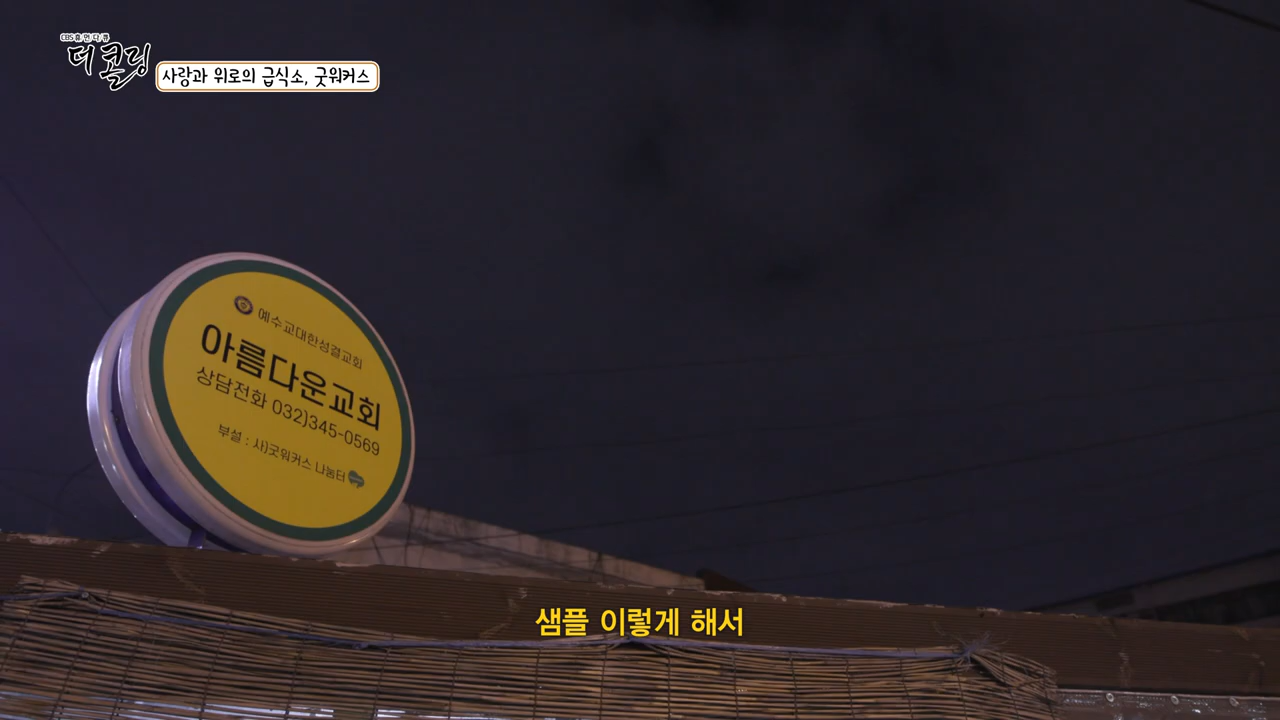 CBS휴먼다큐
더 콜링
사랑과 위로의 급식소, 굿워커스
예수교대한성결교회
아름다운교회
상담전화 032)345-0569
부설 : 사)굿워커스 나눔터
샘플 이렇게 해서